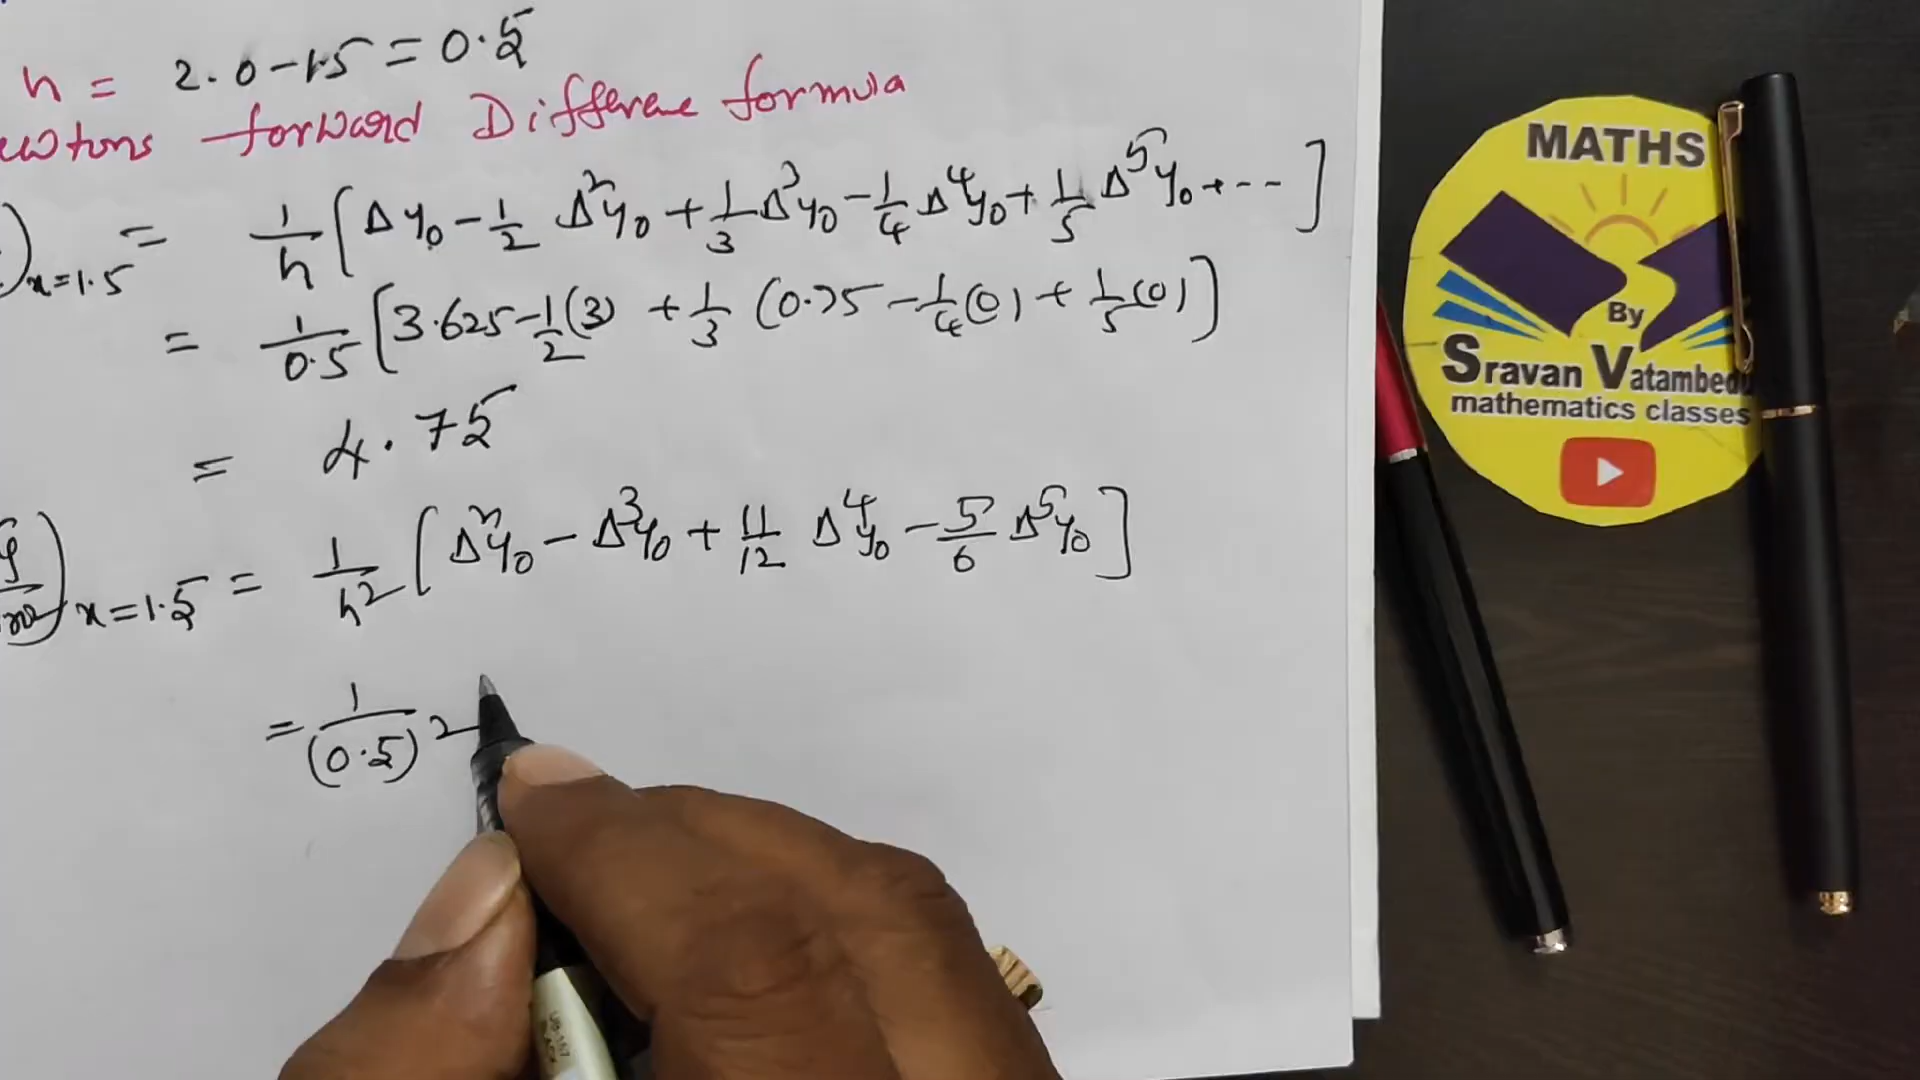 h = 2.0-1.5 = 0.5
forward Difference formula
)x=1.5 = 1/h [Δy₀ - 1/2 Δ²y₀ + 1/3 Δ³y₀ - 1/4 Δ⁴y₀ + 1/5 Δ⁵y₀ + -- ]
= 1/0.5 [3.625 - 1/2(3) + 1/3 (0.75 - 1/4(0) + 1/5(0)]
= 4.75
)x=1.5 = 1/h² [Δ²y₀ - Δ³y₀ + 11/12 Δ⁴y₀ - 5/6 Δ⁵y₀]
= 1/(0.5)²
MATHS
By
Sravan Vatambedu
mathematics classes